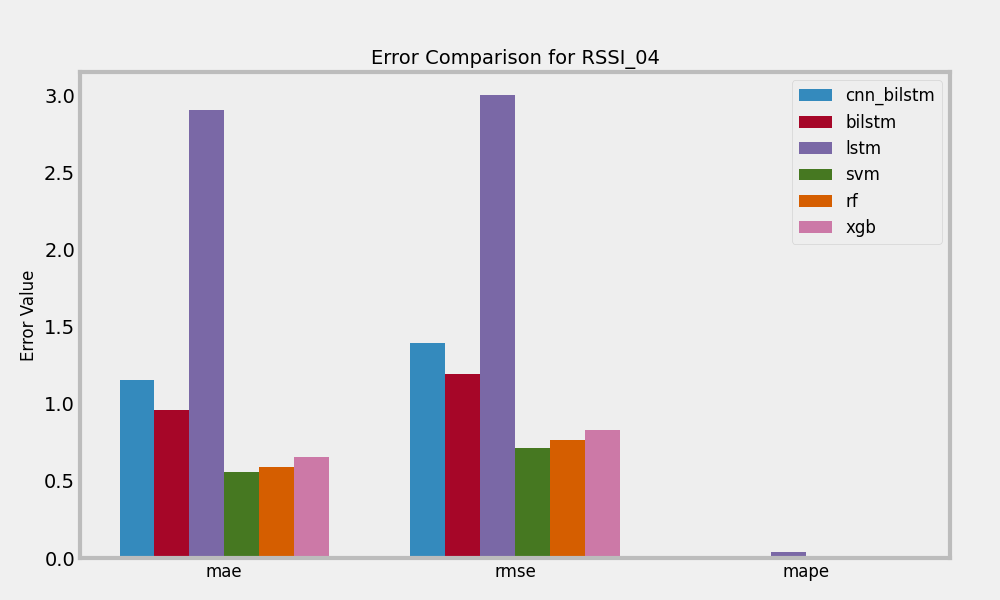 Error Comparison for RSSI_04
3.0
2.5
2.0
1.5
1.0
0.5
0.0
Error Value
mae
rmse
mape
cnn_bilstm
bilstm
lstm
svm
rf
xgb